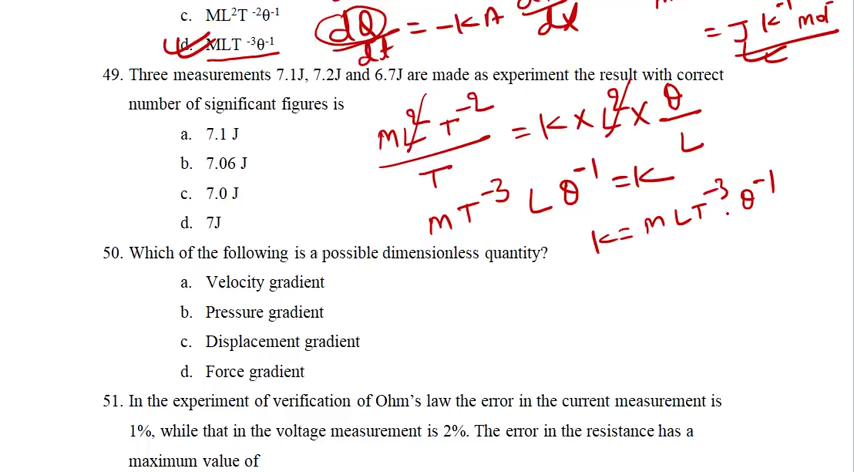 c. ML²T ⁻²θ⁻¹
d. MLT ⁻³θ⁻¹
dQ/dt = -KA /dx
= J K⁻¹ mol
49. Three measurements 7.1J, 7.2J and 6.7J are made as experiment the result with correct
number of significant figures is
a. 7.1 J
b. 7.06 J
c. 7.0 J
d. 7J
ML²T⁻²/T = K × L² × θ/L
MT⁻³ L θ⁻¹ = K
K = MLT⁻³. θ⁻¹
50. Which of the following is a possible dimensionless quantity?
a. Velocity gradient
b. Pressure gradient
c. Displacement gradient
d. Force gradient
51. In the experiment of verification of Ohm’s law the error in the current measurement is
1%, while that in the voltage measurement is 2%. The error in the resistance has a
maximum value of